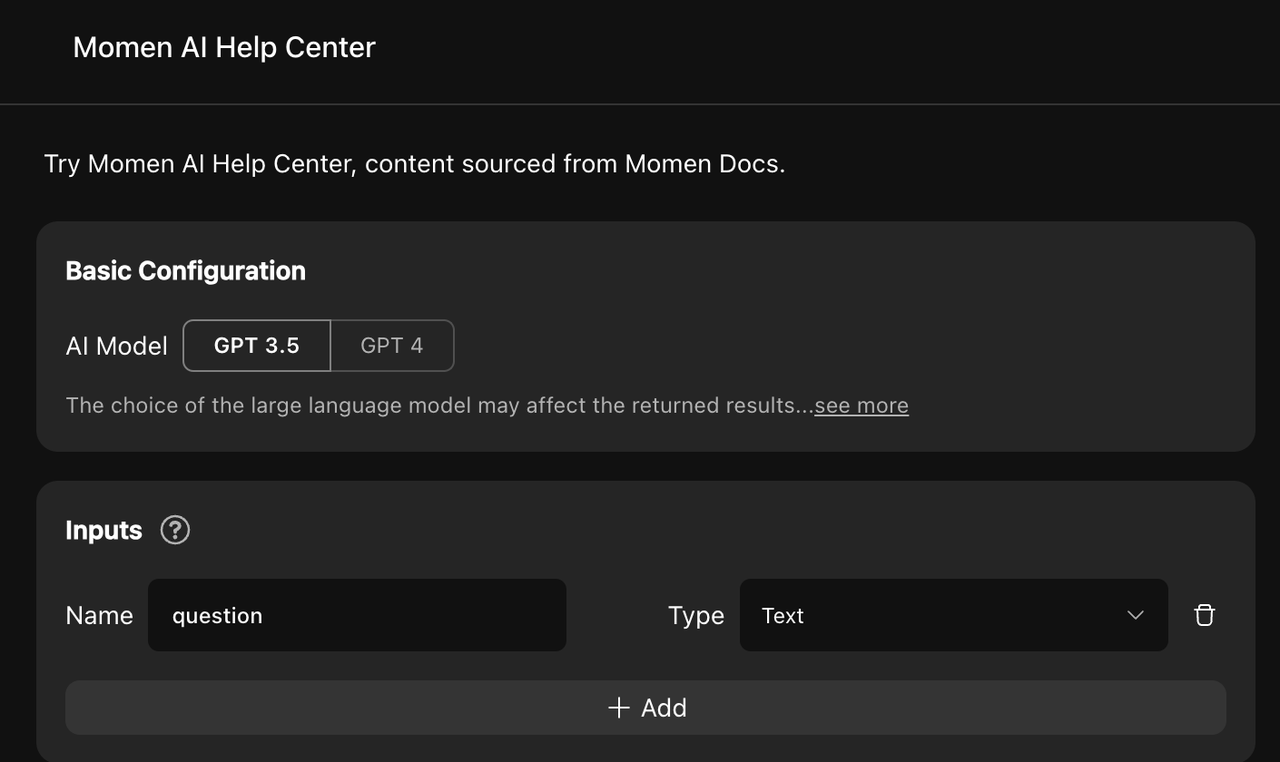 Momen AI Help Center
Try Momen AI Help Center, content sourced from Momen Docs.
Basic Configuration
AI Model GPT 3.5 GPT 4
The choice of the large language model may affect the returned results...see more
Inputs ?
Name question Type Text
+ Add